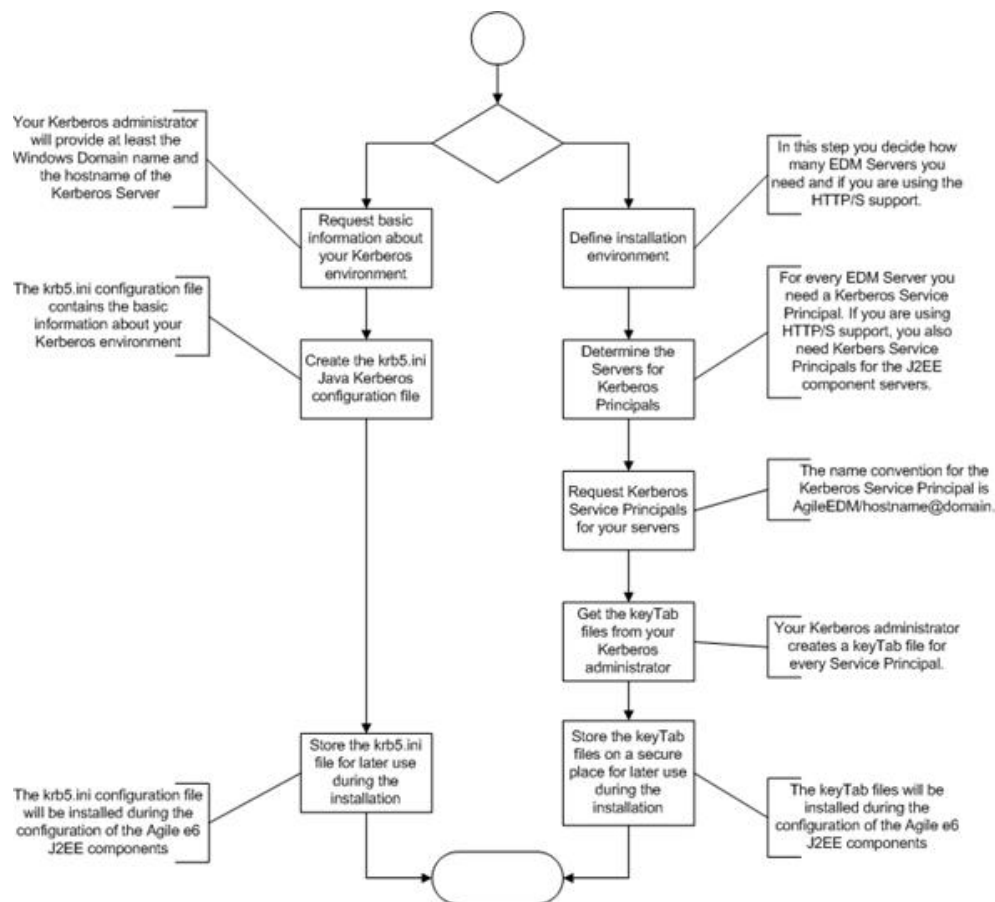 Your Kerberos administrator
will provide at least the
Windows Domain name and
the hostname of the
Kerberos Server
Request basic
information about
your Kerberos
environment
Define installation
environment
In this step you decide how
many EDM Servers you
need and if you are using the
HTTP/S support.
The krb5.ini configuration file
contains the basic
information about your
Kerberos environment
Create the krb5.ini
Java Kerberos
configuration file
Determine the
Servers for
Kerberos
Principals
For every EDM Server you
need a Kerberos Service
Principal. If you are using
HTTP/S support, you also
need Kerbers Service
Principals for the J2EE
component servers.
Request Kerberos
Service Principals
for your servers
The name convention for the
Kerberos Service Principal is
AgileEDM/hostname@domain.
Get the keyTab
files from your
Kerberos
administrator
Your Kerberos administrator
creates a keyTab file for
every Service Principal.
Store the krb5.ini
file for later use
during the
installation
Store the keyTab
files on a secure
place for later use
during the
installation
The krb5.ini configuration file
will be installed during the
configuration of the Agile e6
J2EE components
The keyTab files will be
installed during the
configuration of the Agile e6
J2EE components